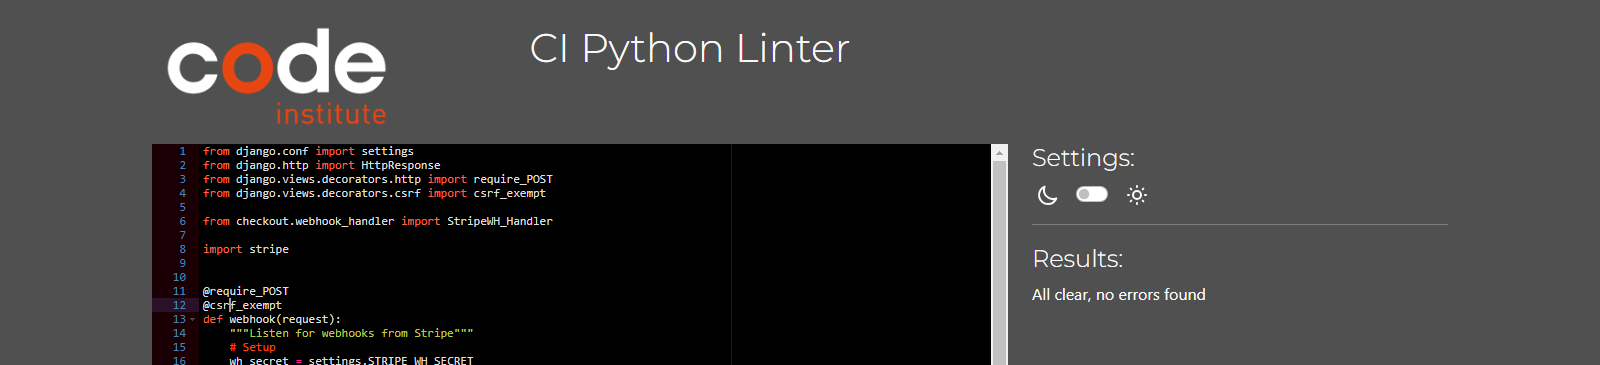 code
institute
CI Python Linter
1 from django.conf import settings
2 from django.http import HttpResponse
3 from django.views.decorators.http import require_POST
4 from django.views.decorators.csrf import csrf_exempt
5
6 from checkout.webhook_handler import StripeWH_Handler
7
8 import stripe
9
10
11 @require_POST
12 @csrf_exempt
13 def webhook(request):
14 """Listen for webhooks from Stripe"""
15 # Setup
16 wh_secret = settings.STRIPE_WH_SECRET
Settings:
Results:
All clear, no errors found